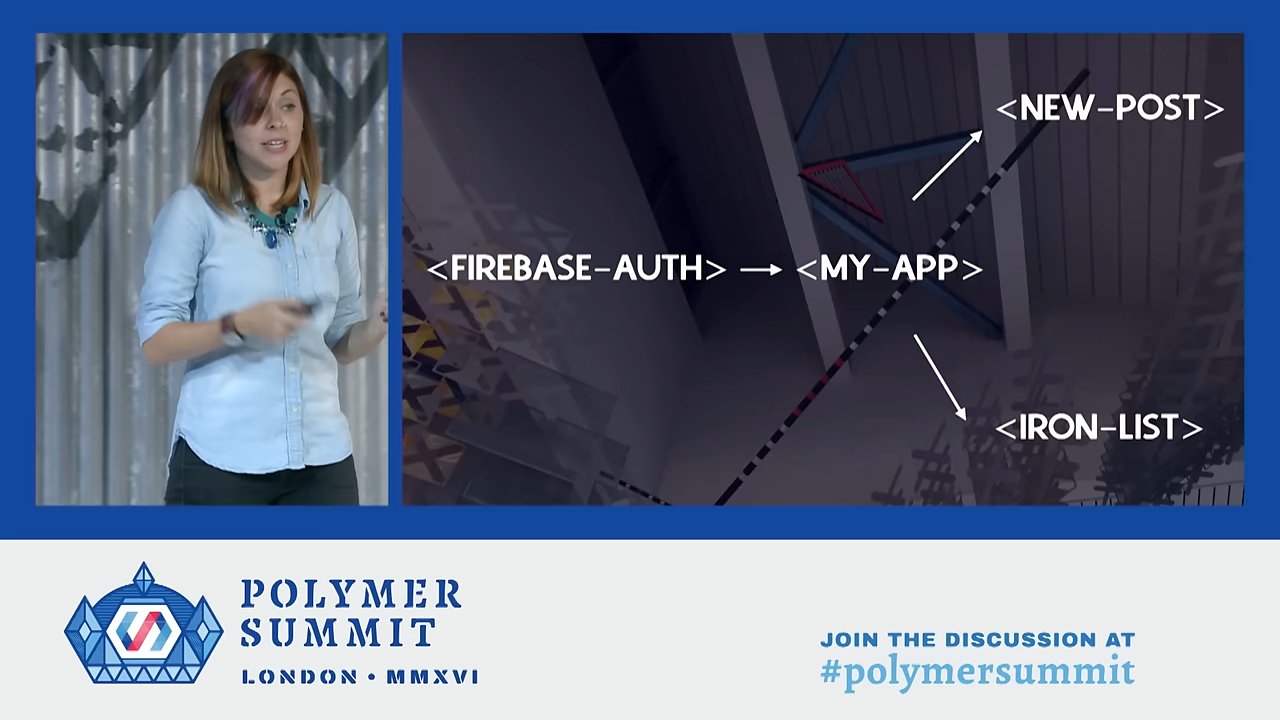 <NEW-POST>
<FIREBASE-AUTH> → <MY-APP>
<IRON-LIST>
POLYMER
SUMMIT
LONDON • MMXVI
JOIN THE DISCUSSION AT
#polymersummit